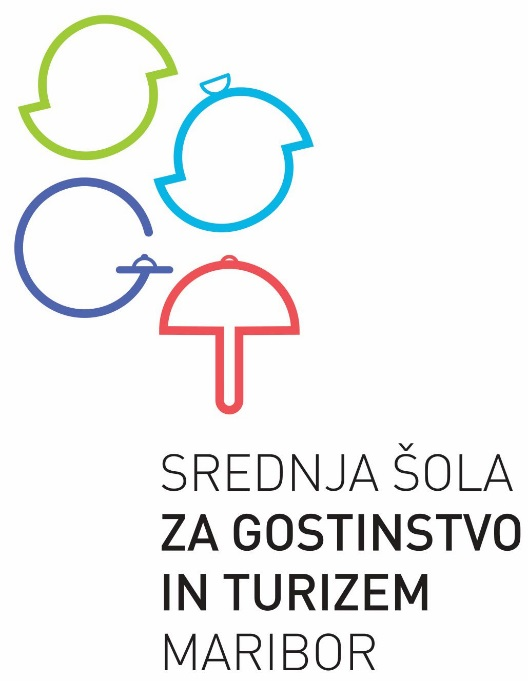 SREDNJA ŠOLA
ZA GOSTINSTVO
IN TURIZEM
MARIBOR